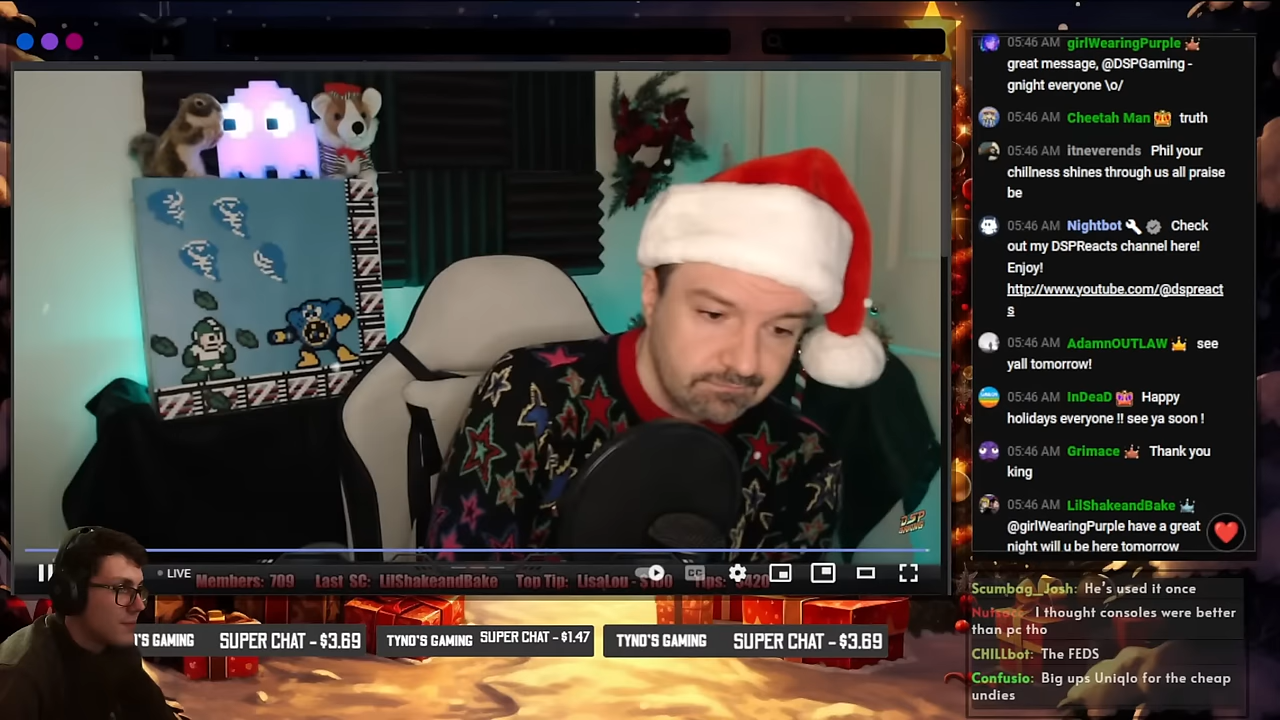 05:46 AM girlWearingPurple
great message, @DSPGaming -
gnight everyone \o/
05:46 AM Cheetah Man truth
05:46 AM itneverends Phil your
chillness shines through us all praise
be
05:46 AM Nightbot Check
out my DSPReacts channel here!
Enjoy!
http://www.youtube.com/@dspreact
s
05:46 AM AdamnOUTLAW see
yall tomorrow!
05:46 AM InDeaD Happy
holidays everyone !! see ya soon !
05:46 AM Grimace Thank you
king
05:46 AM LilShakeandBake
@girlWearingPurple have a great
night will u be here tomorrow
DSP
GAMING
LIVE
CC
Members: 709 Last SC: LilShakeandBake Top Tip: LisaLou -
'S GAMING SUPER CHAT - $3.69
TYNO'S GAMING SUPER CHAT - $1.47
TYNO'S GAMING SUPER CHAT - $3.69
Scumbag_Josh: He's used it once
I thought consoles were better
than pc tho
CHILLbot: The FEDS
Confusio: Big ups Uniqlo for the cheap
undies